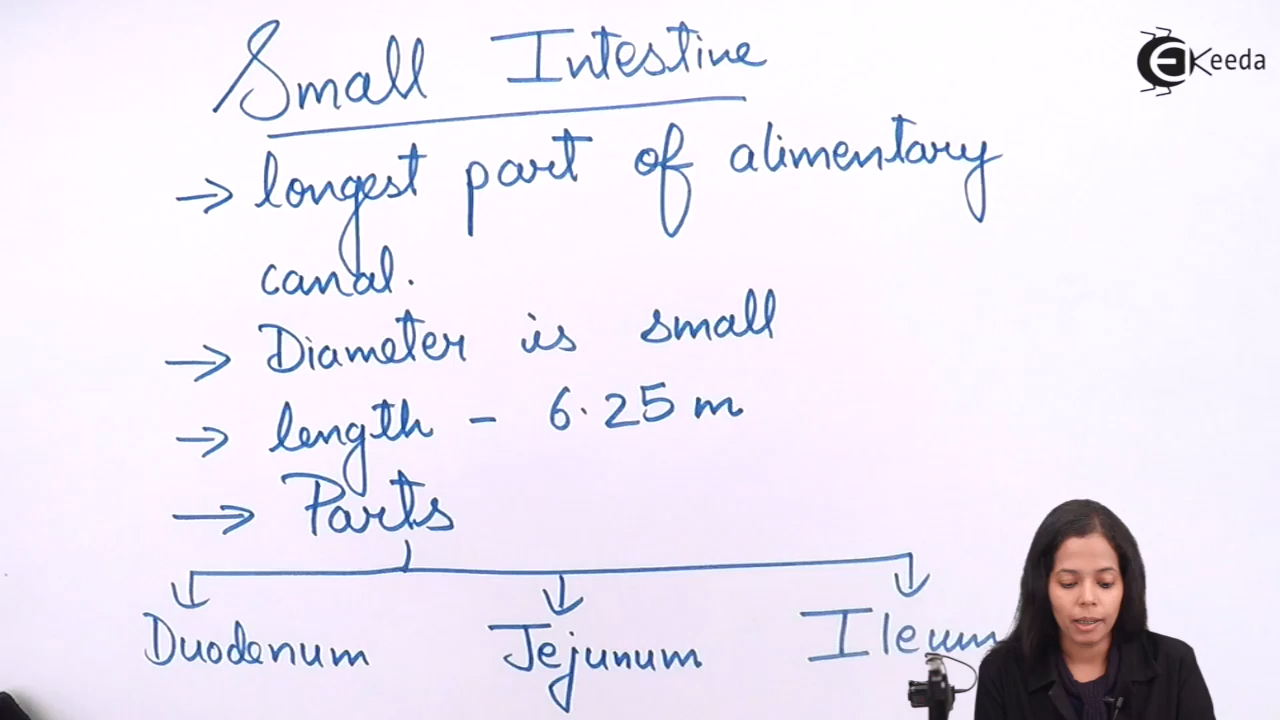 Small Intestine
EKeeda
→ longest part of alimentary
canal.
→ Diameter is small
→ length - 6.25 m
→ Parts
Duodenum Jejunum Ileum